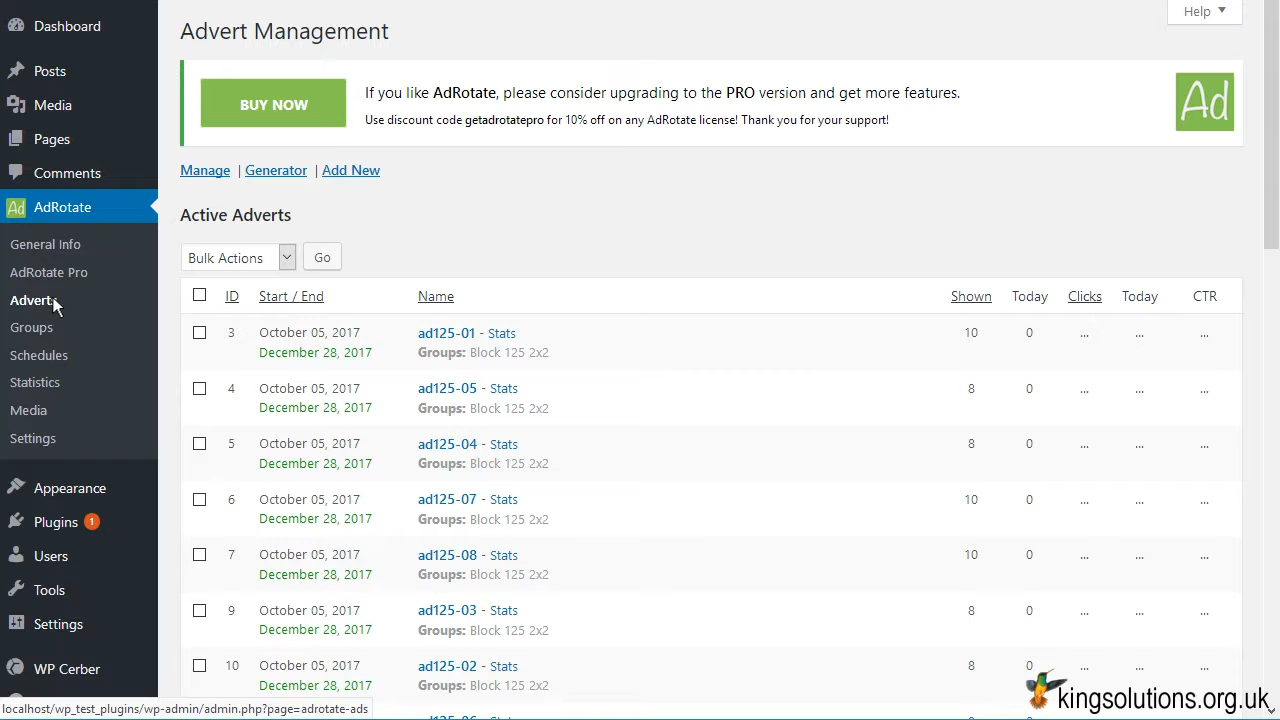 Dashboard
Posts
Media
Pages
Comments
Ad AdRotate
General Info
AdRotate Pro
Adverts
Groups
Schedules
Statistics
Media
Settings
Appearance
Plugins 1
Users
Tools
Settings
WP Cerber
Help
Advert Management
BUY NOW
If you like AdRotate, please consider upgrading to the PRO version and get more features.
Use discount code getadrotatepro for 10% off on any AdRotate license! Thank you for your support!
Ad
Manage | Generator | Add New
Active Adverts
Bulk Actions Go
ID Start / End Name Shown Today Clicks Today CTR
3 October 05, 2017 ad125-01 - Stats 10 0 ... ... ...
December 28, 2017 Groups: Block 125 2x2
4 October 05, 2017 ad125-05 - Stats 8 0 ... ... ...
December 28, 2017 Groups: Block 125 2x2
5 October 05, 2017 ad125-04 - Stats 8 0 ... ... ...
December 28, 2017 Groups: Block 125 2x2
6 October 05, 2017 ad125-07 - Stats 10 0 ... ... ...
December 28, 2017 Groups: Block 125 2x2
7 October 05, 2017 ad125-08 - Stats 10 0 ... ... ...
December 28, 2017 Groups: Block 125 2x2
9 October 05, 2017 ad125-03 - Stats 8 0 ... ... ...
December 28, 2017 Groups: Block 125 2x2
10 October 05, 2017 ad125-02 - Stats 8 0 ... ... ...
December 28, 2017 Groups: Block 125 2x2
localhost/wp_test_plugins/wp-admin/admin.php?page=adrotate-ads
kingsolutions.org.uk